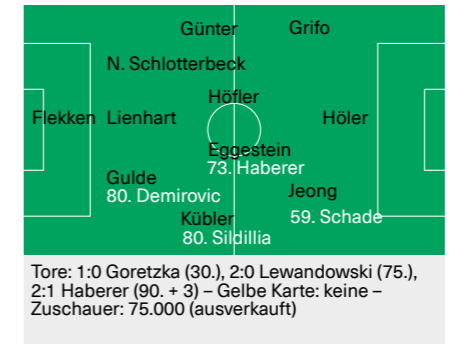 Günter Grifo
N. Schlotterbeck
Höfler
Flekken Lienhart Höler
Eggestein
73. Haberer
Gulde
80. Demirovic
Jeong
59. Schade
Kübler
80. Sildillia
Tore: 1:0 Goretzka (30.), 2:0 Lewandowski (75.),
2:1 Haberer (90. + 3) – Gelbe Karte: keine –
Zuschauer: 75.000 (ausverkauft)